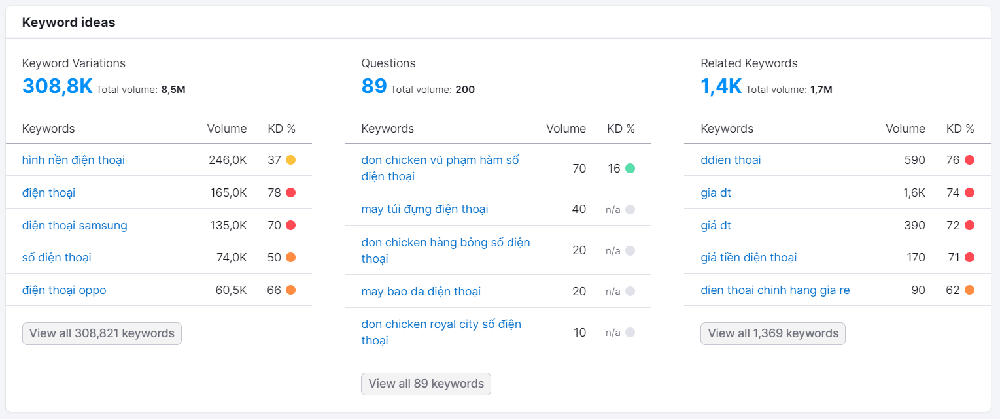 Keyword ideas
Keyword Variations
308,8K Total volume: 8,5M
Keywords Volume KD %
hình nền điện thoại 246,0K 37
điện thoại 165,0K 78
điện thoại samsung 135,0K 70
số điện thoại 74,0K 50
điện thoại oppo 60,5K 66
View all 308,821 keywords
Questions
89 Total volume: 200
Keywords Volume KD %
don chicken vũ phạm hàm số
điện thoại 70 16
may túi đựng điện thoại 40 n/a
don chicken hàng bông số điện
thoại 20 n/a
may bao da điện thoại 20 n/a
don chicken royal city số điện
thoại 10 n/a
View all 89 keywords
Related Keywords
1,4K Total volume: 1,7M
Keywords Volume KD %
ddien thoai 590 76
gia dt 1,6K 74
giá dt 390 72
giá tiền điện thoại 170 71
dien thoai chinh hang gia re 90 62
View all 1,369 keywords